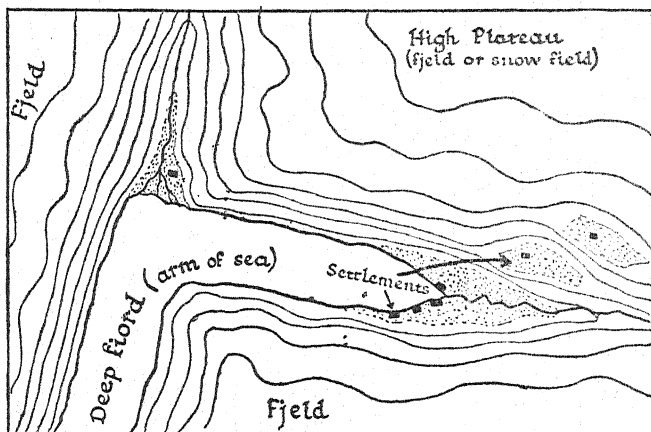 High Plateau
(fjeld or snow field)
Fjeld
Deep fiord (arm of sea)
Settlements
Fjeld